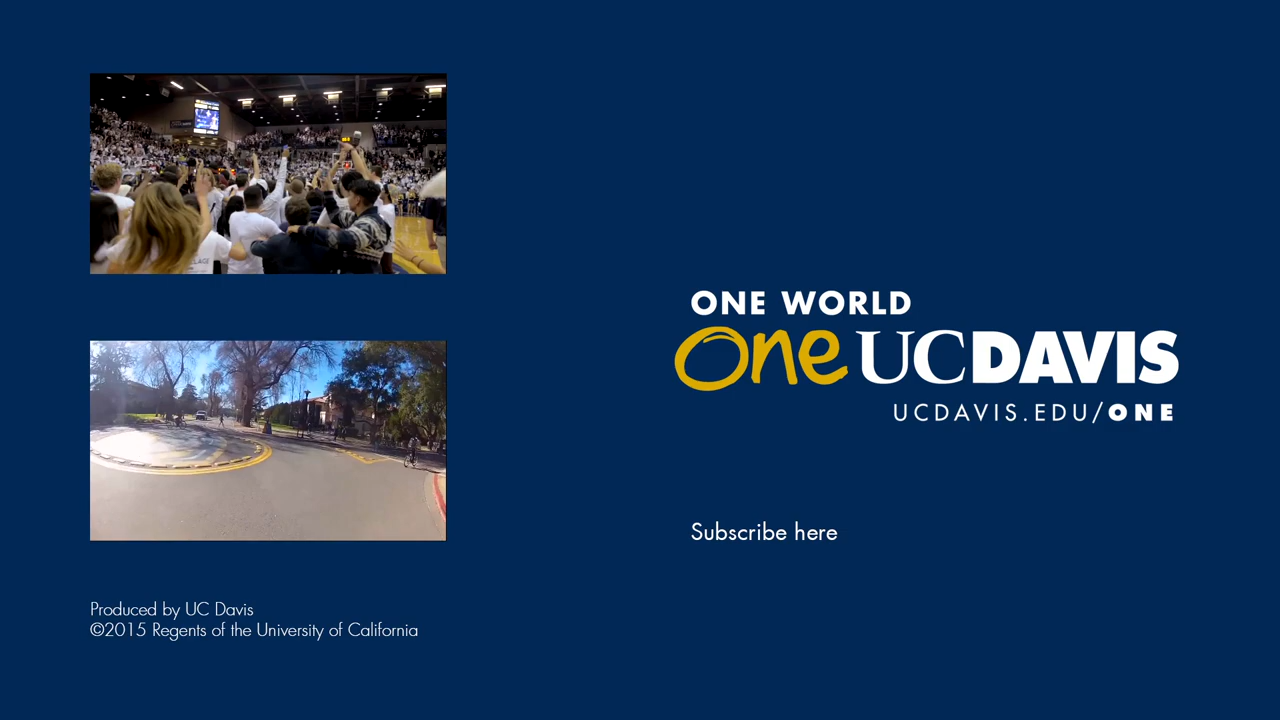 ONE WORLD
One UCDAVIS
UCDAVIS.EDU/ONE
Subscribe here
Produced by UC Davis
©2015 Regents of the University of California